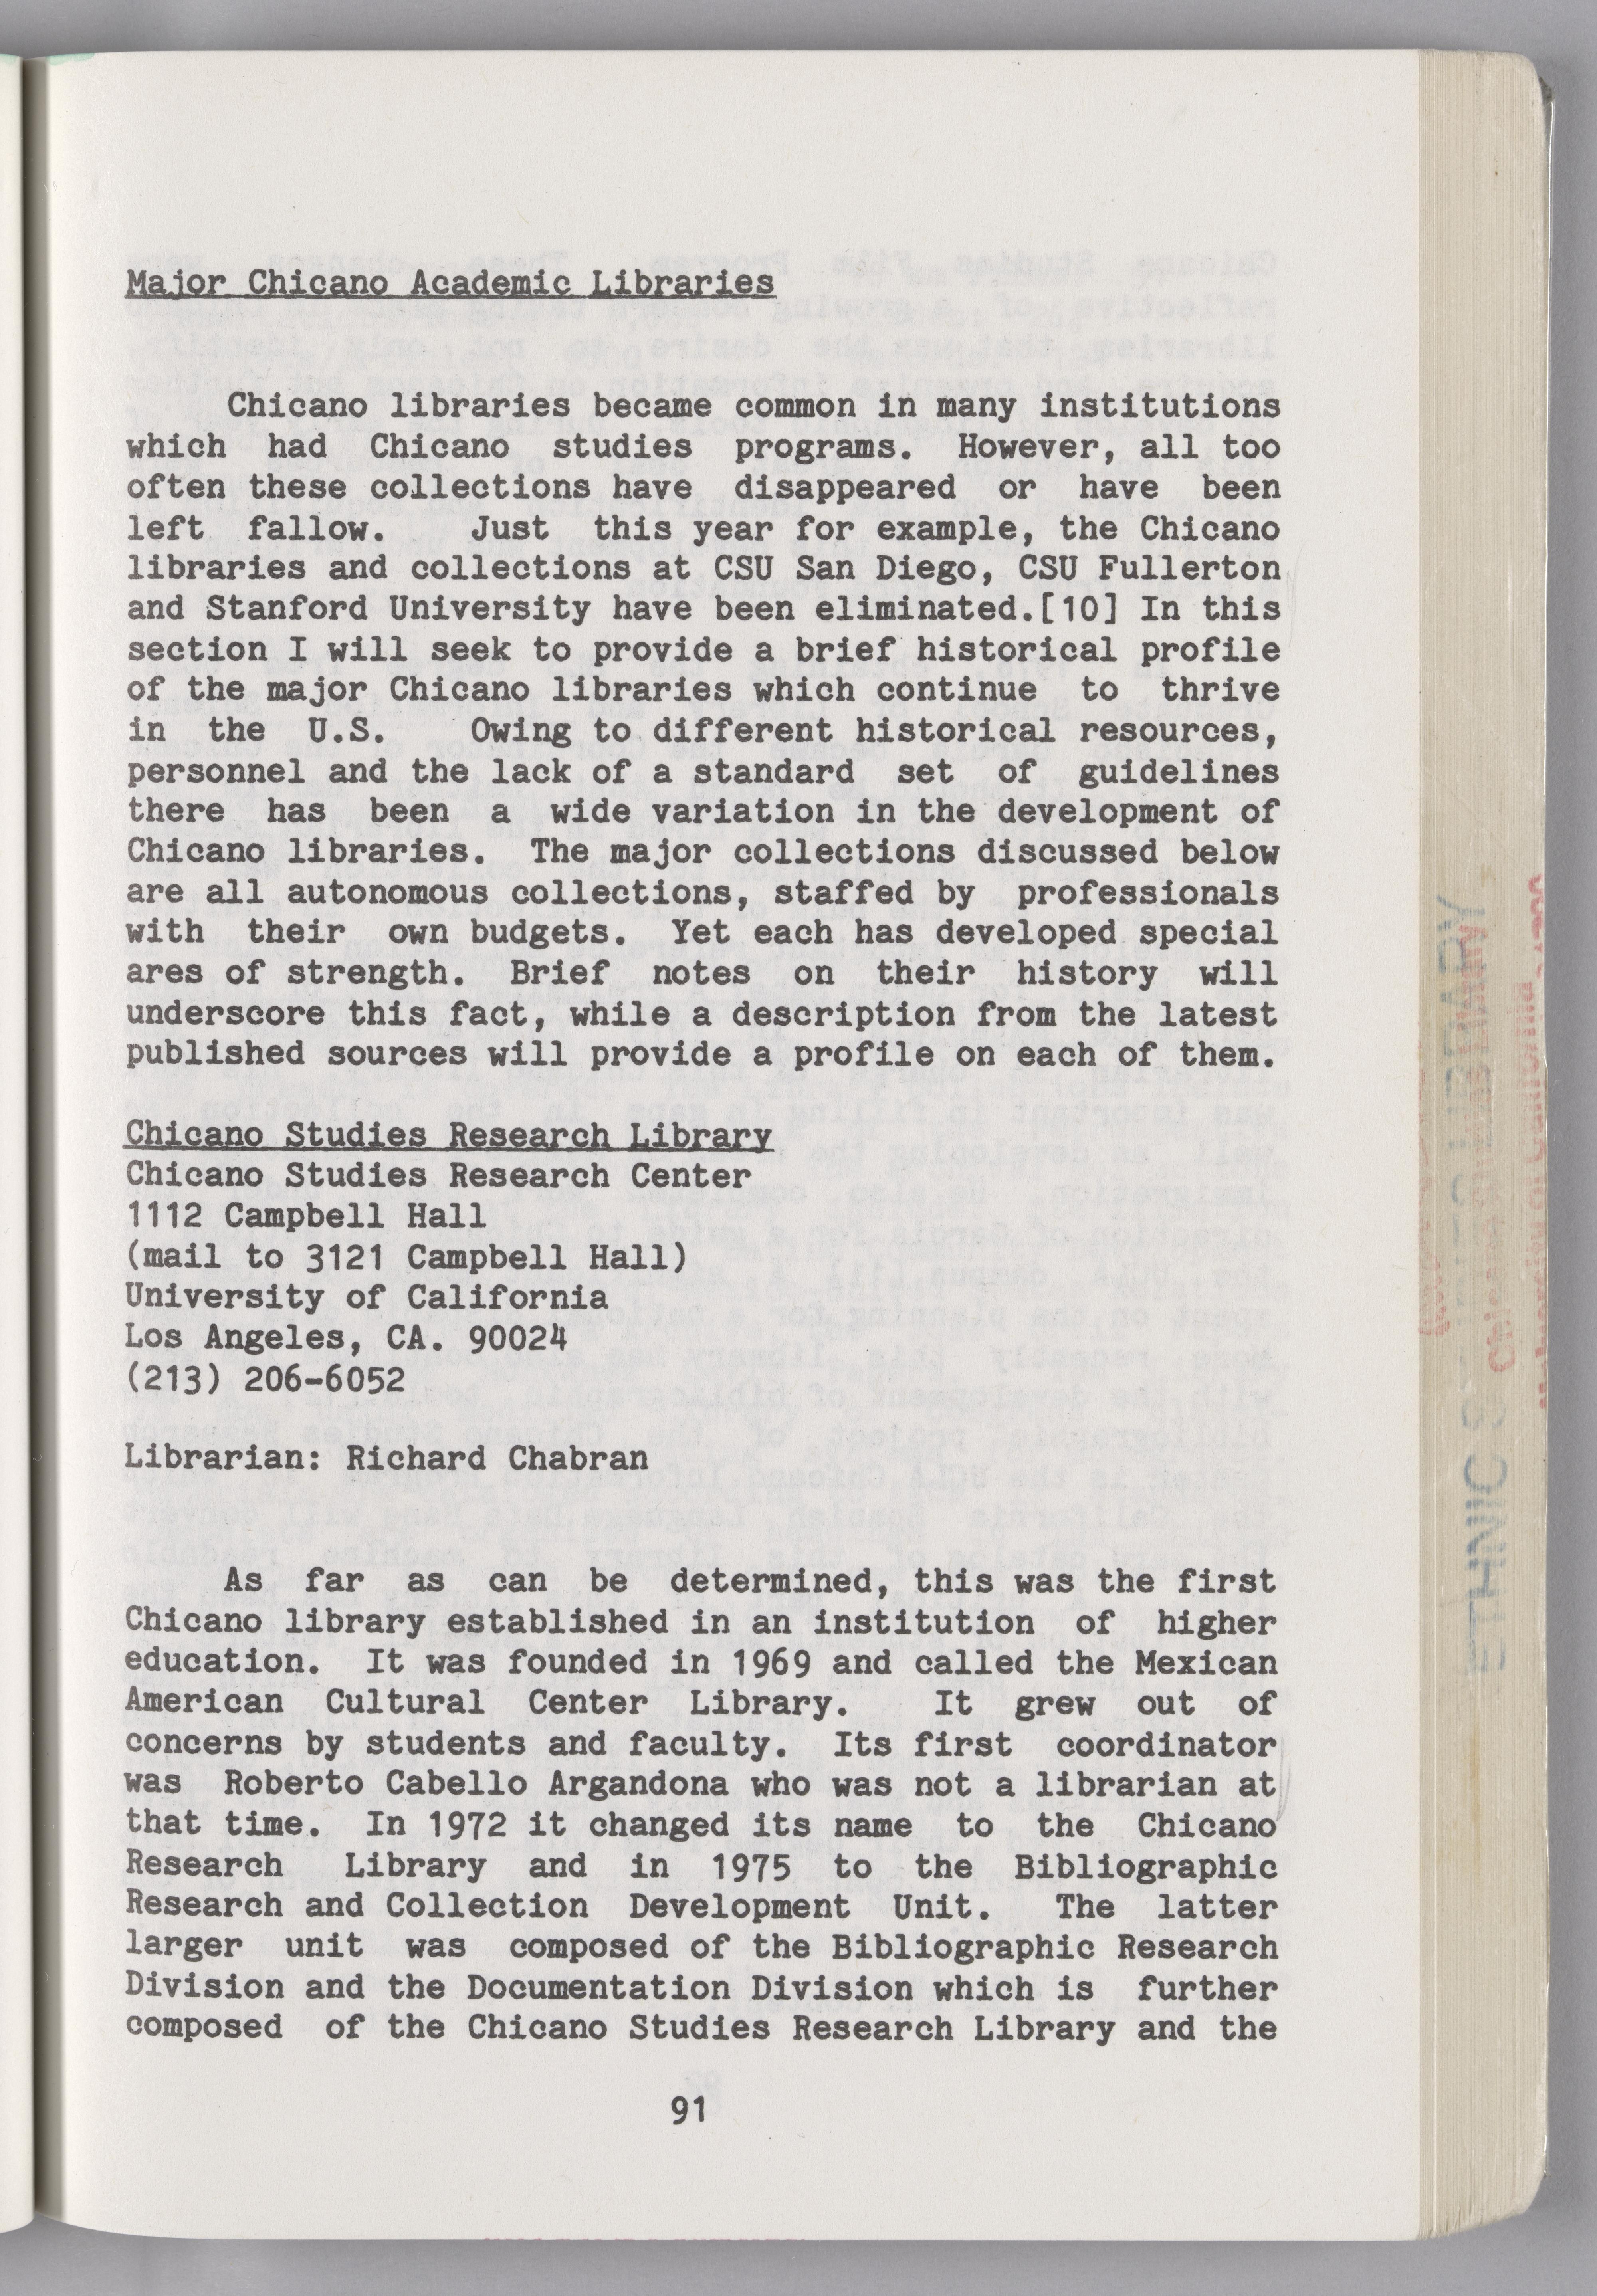 Major Chicano Academic Libraries
Chicano libraries became common in many institutions
which had Chicano studies programs. However, all too
often these collections have disappeared or have been
left fallow. Just this year for example, the Chicano
libraries and collections at CSU San Diego, CSU Fullerton
and Stanford University have been eliminated.[10] In this
section I will seek to provide a brief historical profile
of the major Chicano libraries which continue to thrive
in the U.S. Owing to different historical resources,
personnel and the lack of a standard set of guidelines
there has been a wide variation in the development of
Chicano libraries. The major collections discussed below
are all autonomous collections, staffed by professionals
with their own budgets. Yet each has developed special
ares of strength. Brief notes on their history will
underscore this fact, while a description from the latest
published sources will provide a profile on each of them.
Chicano Studies Research Library
Chicano Studies Research Center
1112 Campbell Hall
(mail to 3121 Campbell Hall)
University of California
Los Angeles, CA. 90024
(213) 206-6052
Librarian: Richard Chabran
As far as can be determined, this was the first
Chicano library established in an institution of higher
education. It was founded in 1969 and called the Mexican
American Cultural Center Library. It grew out of
concerns by students and faculty. Its first coordinator
was Roberto Cabello Argandona who was not a librarian at
that time. In 1972 it changed its name to the Chicano
Research Library and in 1975 to the Bibliographic
Research and Collection Development Unit. The latter
larger unit was composed of the Bibliographic Research
Division and the Documentation Division which is further
composed of the Chicano Studies Research Library and the
91
ETHNIC